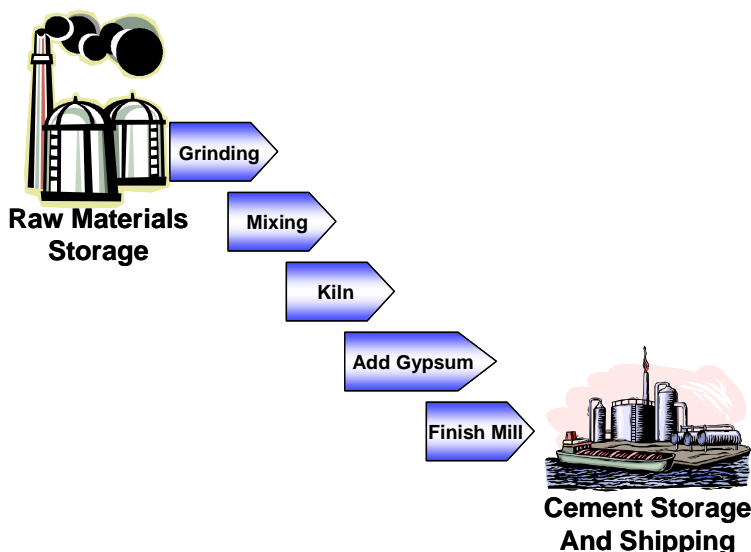 Grinding
Raw Materials
Storage
Mixing
Kiln
Add Gypsum
Finish Mill
Cement Storage
And Shipping